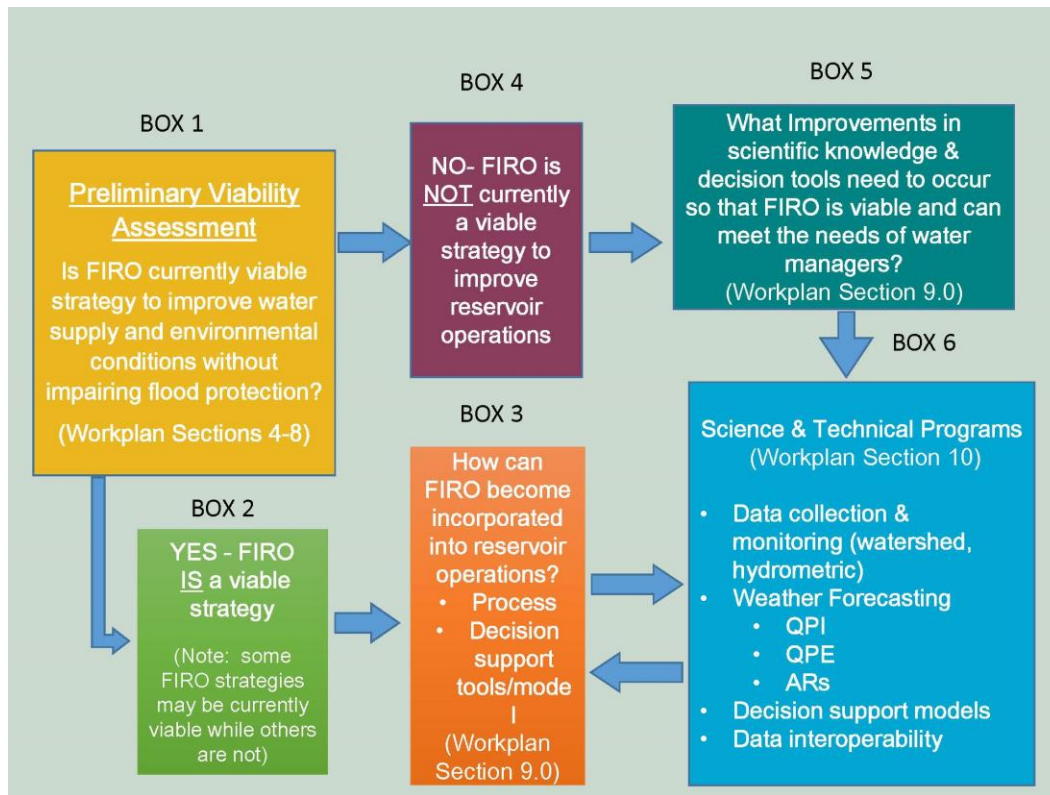 BOX 1
Preliminary Viability
Assessment
Is FIRO currently viable
strategy to improve water
supply and environmental
conditions without
impairing flood protection?
(Workplan Sections 4-8)
BOX 2
YES - FIRO
IS a viable
strategy
(Note: some
FIRO strategies
may be currently
viable while others
are not)
BOX 4
NO- FIRO is
NOT currently
a viable
strategy to
improve
reservoir
operations
BOX 3
How can
FIRO become
incorporated
into reservoir
operations?
• Process
• Decision
support
tools/mode
l
(Workplan
Section 9.0)
BOX 5
What Improvements in
scientific knowledge &
decision tools need to occur
so that FIRO is viable and can
meet the needs of water
managers?
(Workplan Section 9.0)
BOX 6
Science & Technical Programs
(Workplan Section 10)
• Data collection &
monitoring (watershed,
hydrometric)
• Weather Forecasting
• QPI
• QPE
• ARs
• Decision support models
• Data interoperability